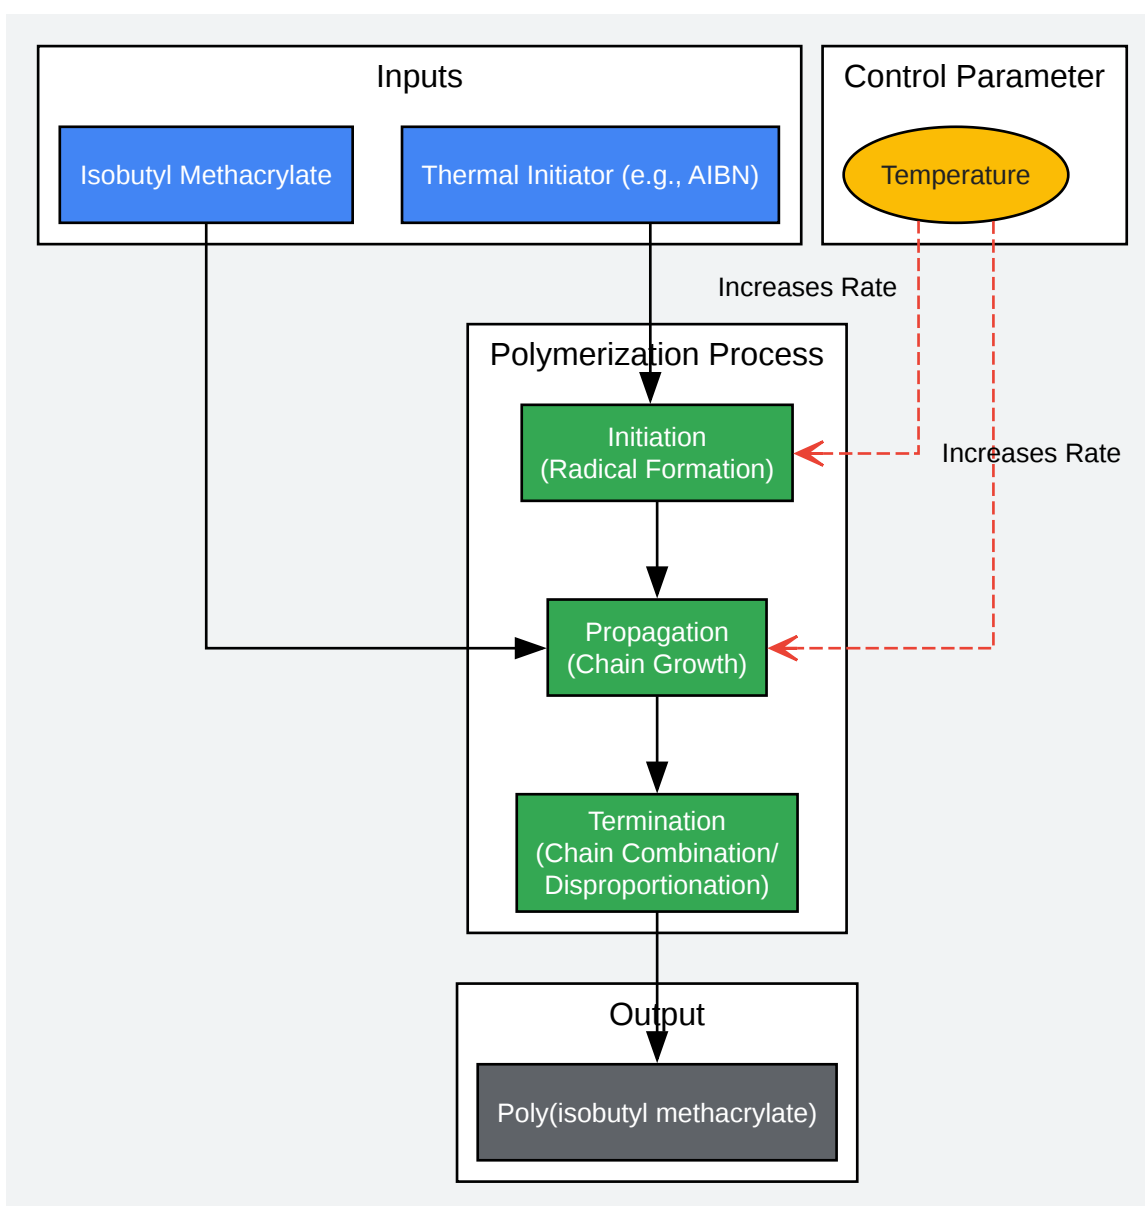 Inputs
Control Parameter
Isobutyl Methacrylate
Thermal Initiator (e.g., AIBN)
Temperature
Increases Rate
Polymerization Process
Initiation
(Radical Formation)
Increases Rate
Propagation
(Chain Growth)
Termination
(Chain Combination/
Disproportionation)
Output
Poly(isobutyl methacrylate)